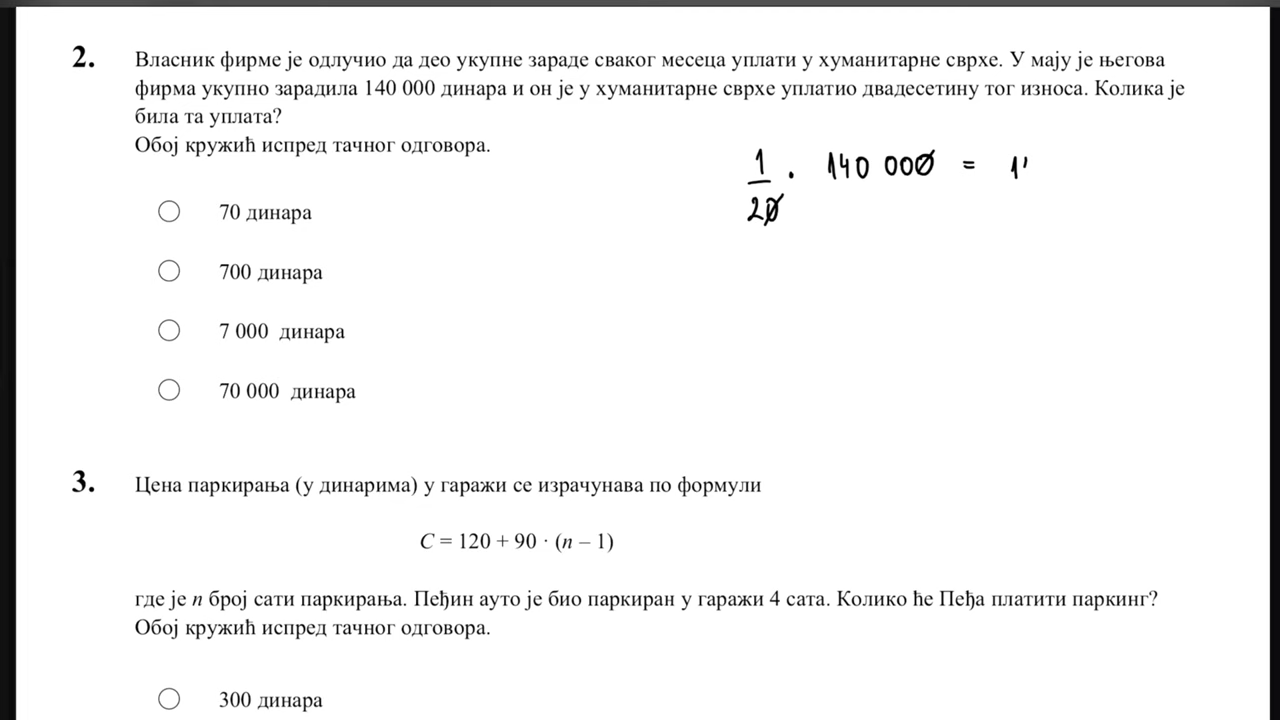 2. Власник фирме је одлучио да део укупне зараде сваког месеца уплати у хуманитарне сврхе. У мају је његова
фирма укупно зарадила 140 000 динара и он је у хуманитарне сврхе уплатио двадесетину тог износа. Колика је
била та уплата?
Обој кружић испред тачног одговора.
1/20 · 140 000 = 1'
70 динара
700 динара
7 000 динара
70 000 динара
3. Цена паркирања (у динарима) у гаражи се израчунава по формули
C = 120 + 90 · (n – 1)
где је n број сати паркирања. Пеђин ауто је био паркиран у гаражи 4 сата. Колико ће Пеђа платити паркинг?
Обој кружић испред тачног одговора.
300 динара